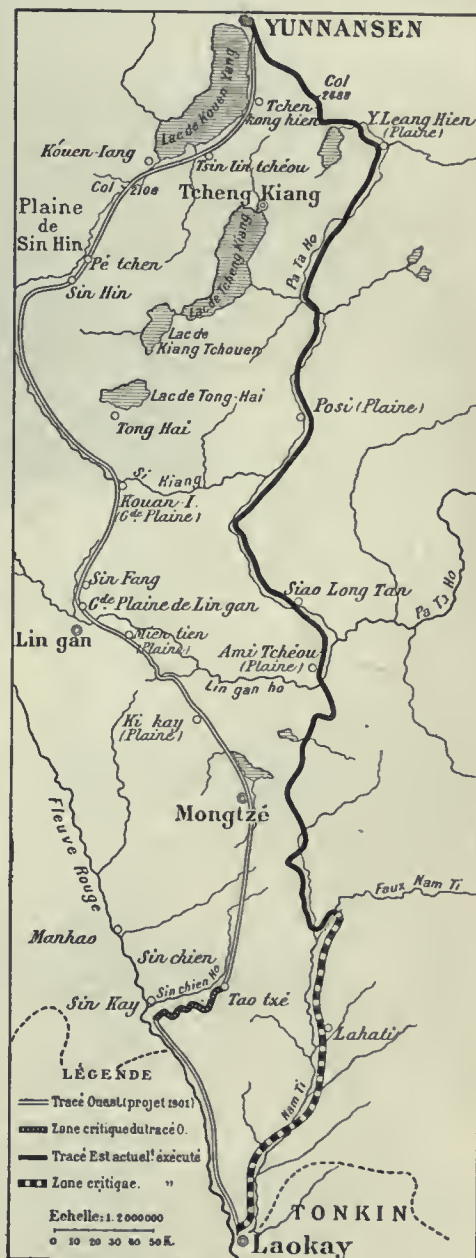 YUNNANSEN
Col
2488
Tchen
kong hien
Y. Leang Hien
(Plaine)
Lac de Kouen Yang
Kóuen-Iang
Tsin lin tchéou
Col 2108
Tcheng Kiang
Plaine
de
Sin Hin
Pé tchen
Sin Hin
Lac de Tcheng Kiang
Pa Ta Ho
Lac de
Kiang Tchouen
Lac de Tong-Hai
Tong Hai
Posi (Plaine)
Si Kiang
Kouan-I.
(Gde Plaine)
Sin Fang
Gde Plaine de Lin gan
Siao Long Tan
Pa Ta Ho
Lin gan
Mien tien
(Plaine)
Ami Tchéou
(Plaine)
Lin gan ho
Ki kay
(Plaine)
Mongtzé
Fleuve Rouge
Faux Nam Ti
Manhao
Sin chien
Sin chien Ho
Sin Kay
Tao tzé
Lahati
Nam Ti
LÉGENDE
Tracé Ouest (projet 1901)
Zone critique du tracé O.
Tracé Est actuelt exécuté
Zone critique. "
Echelle: 1.2000000
0 10 20 30 40 50 K.
TONKIN
Laokay